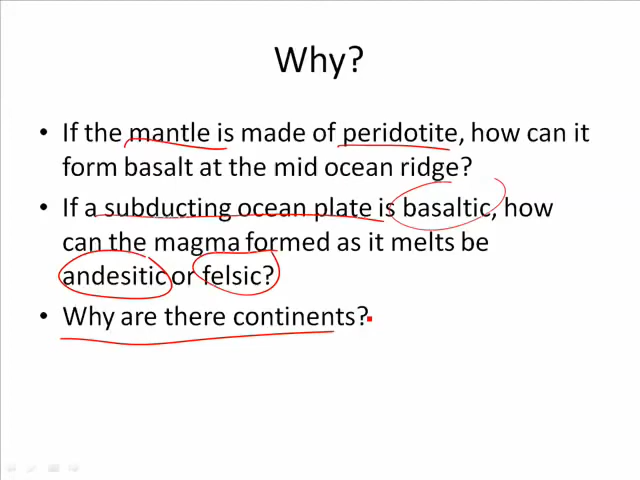 Why?
• If the mantle is made of peridotite, how can it
form basalt at the mid ocean ridge?
• If a subducting ocean plate is basaltic, how
can the magma formed as it melts be
andesitic or felsic?
• Why are there continents?